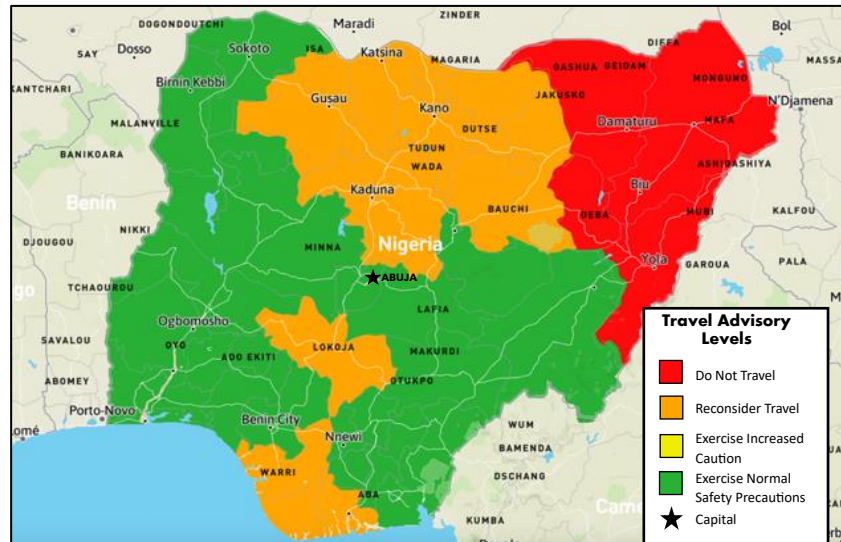 ZINDER
DOGONDOUTCHI
Maradi
Bol
SAY
Dosso
Sokoto
ISA
Katsina
DIFFA
MAGARIA
GASHUA
GEIDAM
MASSA
KANTCHARI
Birnin Kebbi
MONGUNO
Gusau
JAKUSKO
N'Djamena
Kano
MALANVILLE
Damaturu
MAFA
DUTSE
BANIKOARA
TUDUN
WADA
ASHIDASHIYA
Kaduna
Biu
Benin
BAUCHI
DEBA
MUBI
KALFOU
NIKKI
DJOUGOU
MINNA
Nigeria
Yola
PALA
GAROUA
ABUJA
TCHAOUROU
LAFIA
Ogbomosho
SAVALOU
OYO
LOKOJA
MAKURDI
ADO EKITI
ABOMEY
OTUKPO
Porto-Novo
Benin City
Lomé
Nnewi
WUM
BAMENDA
WARRI
DSCHANG
ABA
KUMBA
Travel Advisory
Levels
Do Not Travel
Reconsider Travel
Exercise Increased
Caution
Exercise Normal
Safety Precautions
Capital